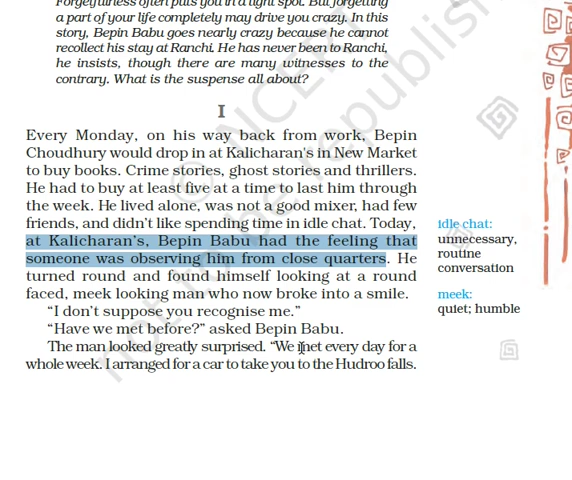 Forgetfulness often puts you in a tight spot. But forgetting
a part of your life completely may drive you crazy. In this
story, Bepin Babu goes nearly crazy because he cannot
recollect his stay at Ranchi. He has never been to Ranchi,
he insists, though there are many witnesses to the
contrary. What is the suspense all about?
I
Every Monday, on his way back from work, Bepin
Choudhury would drop in at Kalicharan's in New Market
to buy books. Crime stories, ghost stories and thrillers.
He had to buy at least five at a time to last him through
the week. He lived alone, was not a good mixer, had few
friends, and didn't like spending time in idle chat. Today,
at Kalicharan's, Bepin Babu had the feeling that
someone was observing him from close quarters. He
turned round and found himself looking at a round
faced, meek looking man who now broke into a smile.
"I don't suppose you recognise me."
"Have we met before?" asked Bepin Babu.
The man looked greatly surprised. "We met every day for a
whole week. I arranged for a car to take you to the Hudroo falls.
idle chat:
unnecessary,
routine
conversation
meek:
quiet; humble
© NCERT
not to be republish